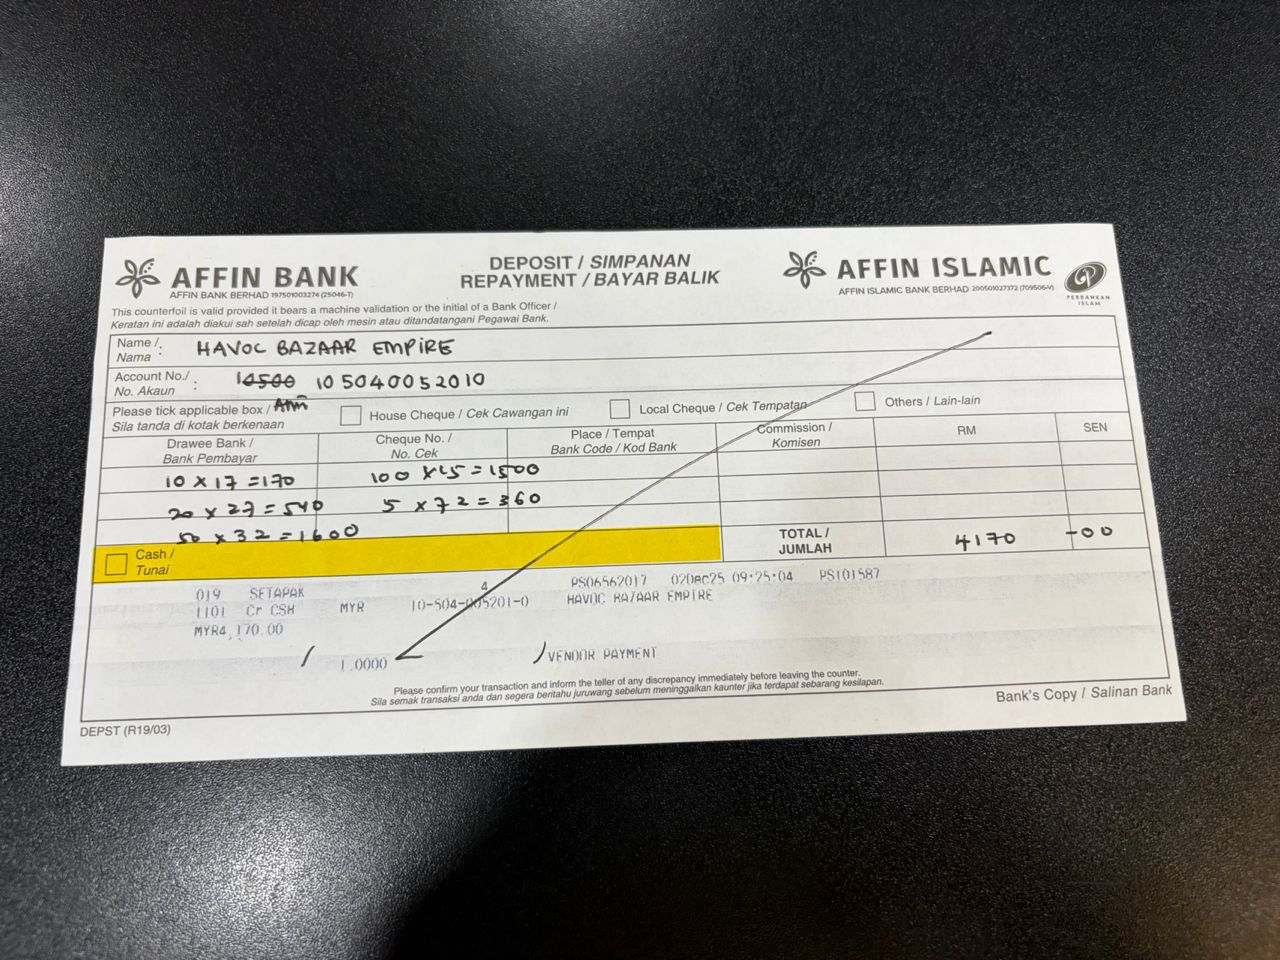 AFFIN BANK
AFFIN BANK BERHAD 197501003274 (25046-T)
DEPOSIT / SIMPANAN
REPAYMENT / BAYAR BALIK
AFFIN ISLAMIC
AFFIN ISLAMIC BANK BERHAD 200501027372 (709506-V)
PERBANKAN ISLAM
This counterfoil is valid provided it bears a machine validation or the initial of a Bank Officer /
Keratan ini adalah diakui sah setelah dicap oleh mesin atau ditandatangani Pegawai Bank.
Name / Nama : HAVOC BAZAAR EMPIRE
Account No./ No. Akaun : 10500 105040052010
Please tick applicable box / Sila tanda di kotak berkenaan
House Cheque / Cek Cawangan ini
Local Cheque / Cek Tempatan
Others / Lain-lain
Drawee Bank / Bank Pembayar
Cheque No. / No. Cek
Place / Tempat
Bank Code / Kod Bank
Commission / Komisen
RM
SEN
10 x 17 = 170
100 x 15 = 1500
20 x 27 = 540
5 x 72 = 360
50 x 32 = 1600
Cash / Tunai
TOTAL / JUMLAH
4170 -00
019 SETAPAK
4
PS06562017 02Dec25 09:25:04 PS101587
1101 Cr CSH MYR 10-504-005201-0 HAVOC BAZAAR EMPIRE
MYR4,170.00
1.0000
VENDOR PAYMENT
Please confirm your transaction and inform the teller of any discrepancy immediately before leaving the counter.
Sila semak transaksi anda dan segera beritahu juruwang sebelum meninggalkan kaunter jika terdapat sebarang kesilapan.
DEPST (R19/03)
Bank's Copy / Salinan Bank